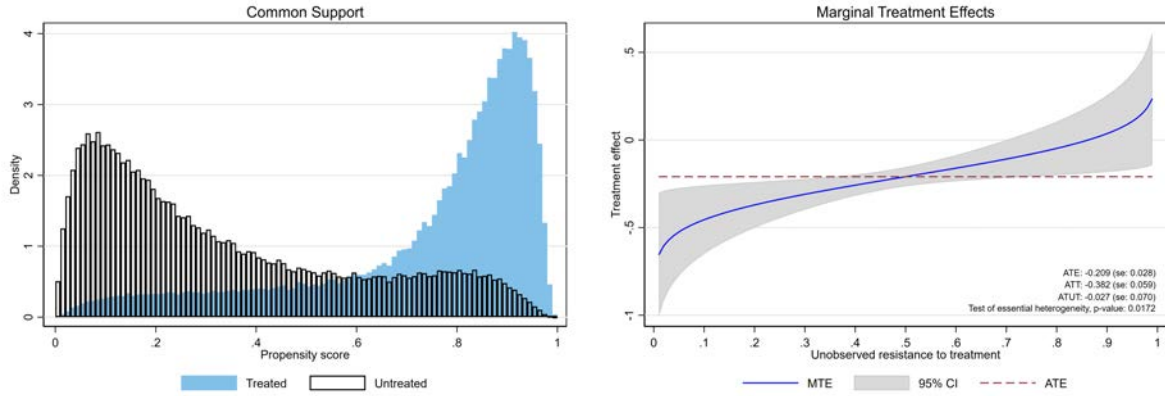 Common Support
Density
4
3
2
1
0
0
.2
.4
.6
.8
1
Propensity score
Treated
Untreated
Marginal Treatment Effects
Treatment effect
.5
0
-.5
-1
ATE: -0.209 (se: 0.028)
ATT: -0.382 (se: 0.059)
ATUT: -0.027 (se: 0.070)
Test of essential heterogeneity, p-value: 0.0172
0
.1
.2
.3
.4
.5
.6
.7
.8
.9
1
Unobserved resistance to treatment
MTE
95% CI
ATE